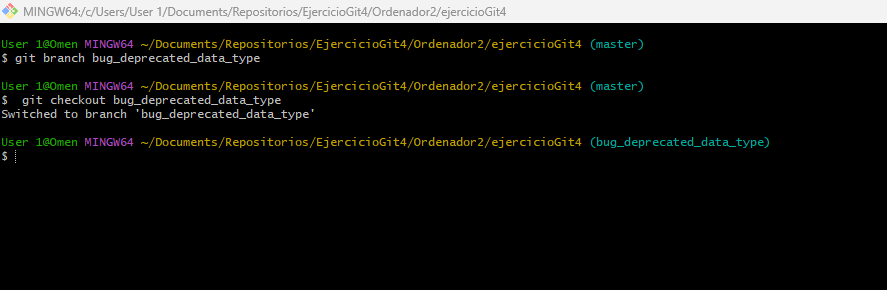 MINGW64:/c/Users/User 1/Documents/Repositorios/EjercicioGit4/Ordenador2/ejercicioGit4
User 1@Omen MINGW64 ~/Documents/Repositorios/EjercicioGit4/Ordenador2/ejercicioGit4 (master)
$ git branch bug_deprecated_data_type
User 1@Omen MINGW64 ~/Documents/Repositorios/EjercicioGit4/Ordenador2/ejercicioGit4 (master)
$  git checkout bug_deprecated_data_type
Switched to branch 'bug_deprecated_data_type'
User 1@Omen MINGW64 ~/Documents/Repositorios/EjercicioGit4/Ordenador2/ejercicioGit4 (bug_deprecated_data_type)
$